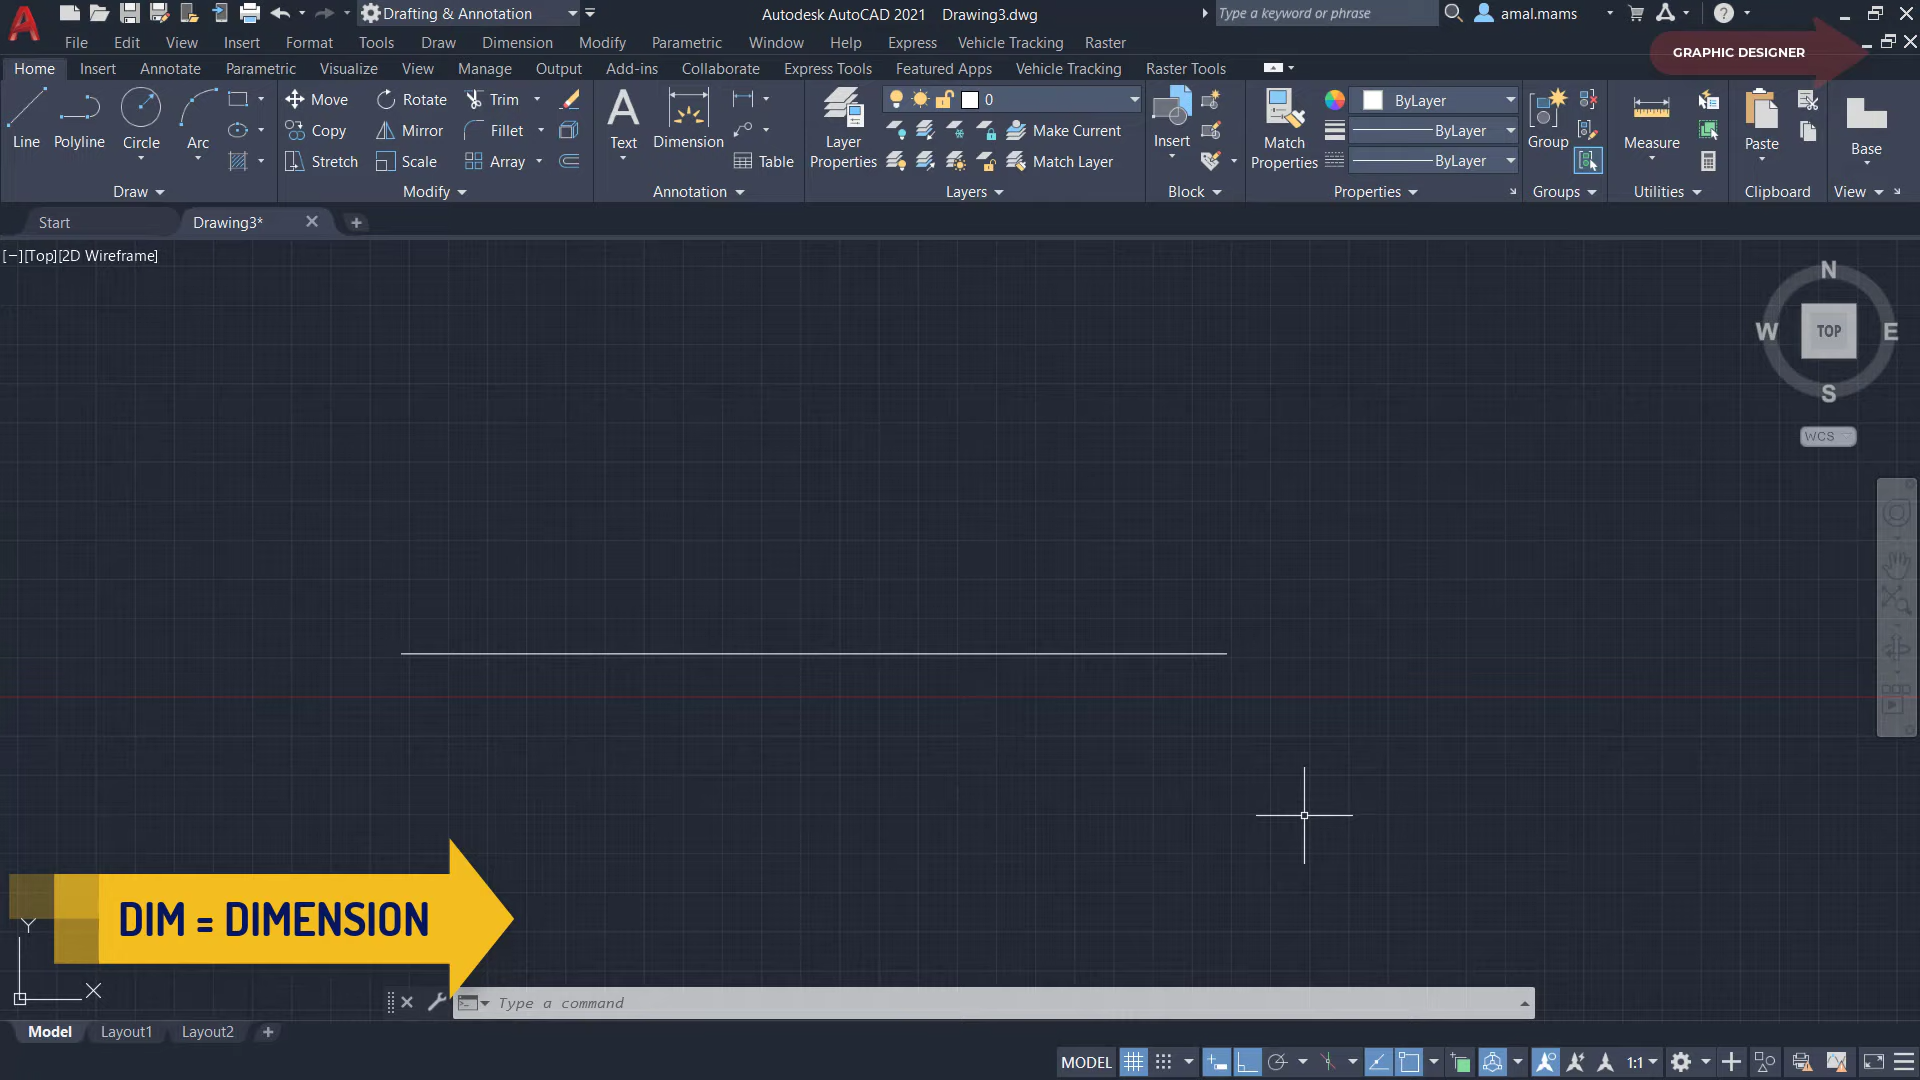 Drafting & Annotation
Autodesk AutoCAD 2021 Drawing3.dwg
Type a keyword or phrase
amal.mams
File Edit View Insert Format Tools Draw Dimension Modify Parametric Window Help Express Vehicle Tracking Raster
GRAPHIC DESIGNER
Home Insert Annotate Parametric Visualize View Manage Output Add-ins Collaborate Express Tools Featured Apps Vehicle Tracking Raster Tools
Line Polyline Circle Arc
Move Rotate Trim
Copy Mirror Fillet
Stretch Scale Array
Text Dimension
Table
Layer Properties
0
Make Current
Match Layer
Insert
Match Properties
ByLayer
ByLayer
ByLayer
Group
Measure
Paste
Base
Draw Modify Annotation Layers Block Properties Groups Utilities Clipboard View
Start Drawing3* +
[−][Top][2D Wireframe]
N
W TOP E
S
WCS
DIM = DIMENSION
Y
X
Type a command
Model Layout1 Layout2 +
MODEL 1:1